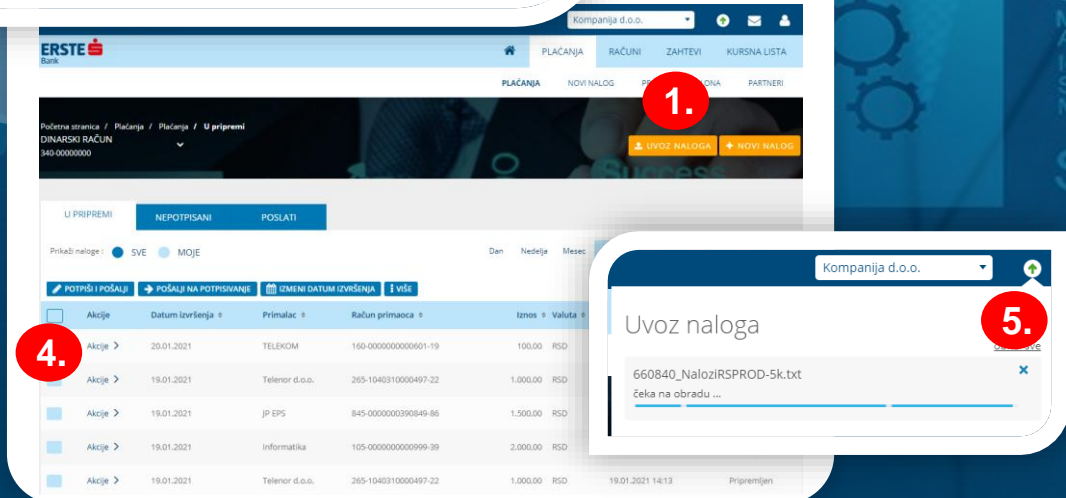 Kompanija d.o.o.
ERSTE
Bank
PLAĆANJA RAČUNI ZAHTEVI KURSNA LISTA
PLAĆANJA NOVI NALOG PARTNERI
1.
Početna stranica / Plaćanja / Plaćanja / U pripremi
DINARSKI RAČUN
340-00000000
UVOZ NALOGA + NOVI NALOG
Success
U PRIPREMI NEPOTPISANI POSLATI
Prikaži naloge: SVE MOJE Dan Nedelja Mesec
POTPIŠI I POŠALJI POŠALJI NA POTPISIVANJE IZMENI DATUM IZVRŠENJA VIŠE
Akcije Datum izvršenja Primalac Račun primaoca Iznos Valuta
4.
Akcije 20.01.2021 TELEKOM 160-0000000000601-19 100,00 RSD
Akcije 19.01.2021 Telenor d.o.o. 265-1040310000497-22 1.000,00 RSD
Akcije 19.01.2021 JP EPS 845-0000000390849-86 1.500,00 RSD
Akcije 19.01.2021 Informatika 105-0000000000999-39 2.000,00 RSD
Akcije 19.01.2021 Telenor d.o.o. 265-1040310000497-22 1.000,00 RSD 19.01.2021 14:13 Pripremljen
Kompanija d.o.o.
Uvoz naloga
5.
660840_NaloziRSPROD-5k.txt
čeka na obradu ...